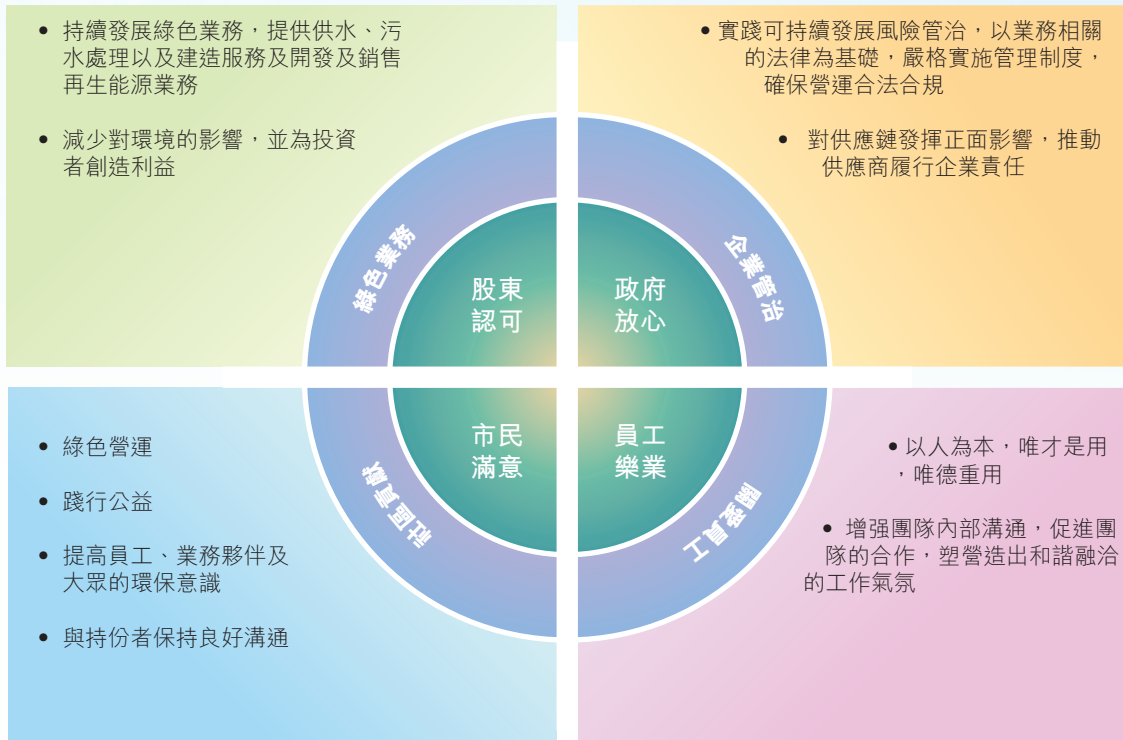 • 持續發展綠色業務，提供供水、污
水處理以及建造服務及開發及銷售
再生能源業務
• 減少對環境的影響，並為投資
者創造利益
• 實踐可持續發展風險管治，以業務相關
的法律為基礎，嚴格實施管理制度，
確保營運合法合規
• 對供應鏈發揮正面影響，推動
供應商履行企業責任
綠色業務
股東
認可
企業管治
政府
放心
• 綠色營運
• 踐行公益
• 提高員工、業務夥伴及
大眾的環保意識
• 與持份者保持良好溝通
社區貢獻
市民
滿意
關愛員工
員工
樂業
• 以人為本，唯才是用
，唯德重用
• 增强團隊內部溝通，促進團
隊的合作，塑營造出和諧融洽
的工作氣氛